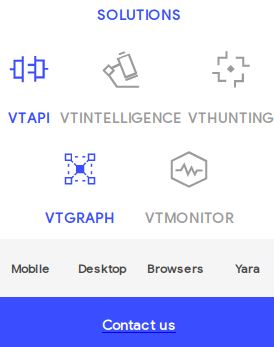 SOLUTIONS
VTAPI VTINTELLIGENCE VTHUNTING
VTGRAPH VTMONITOR
Mobile Desktop Browsers Yara
Contact us